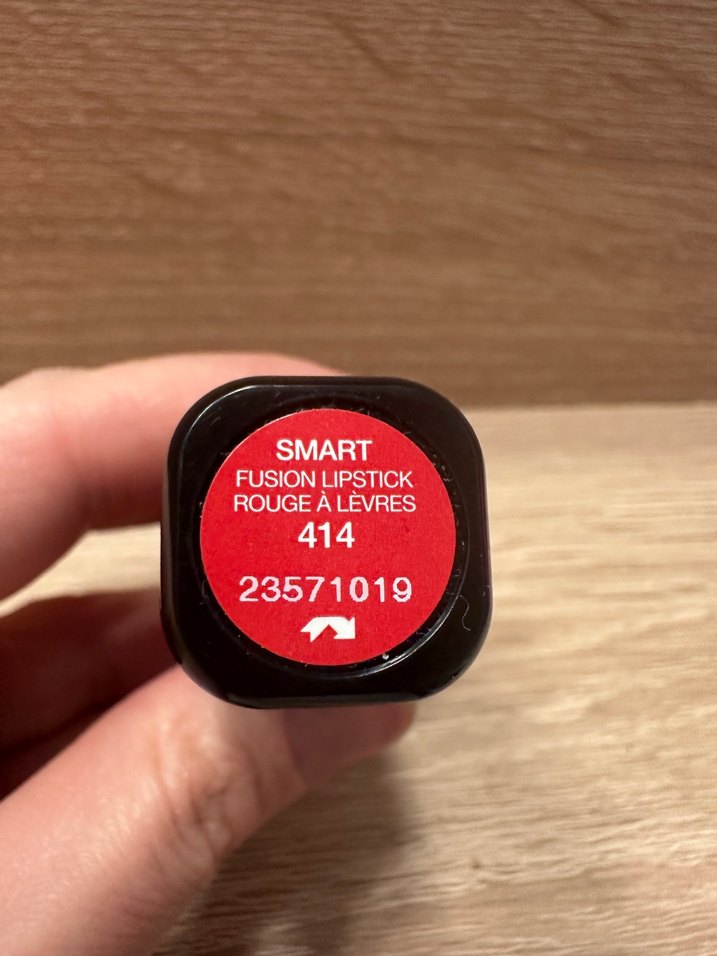 SMART
FUSION LIPSTICK
ROUGE À LÈVRES
414
23571019